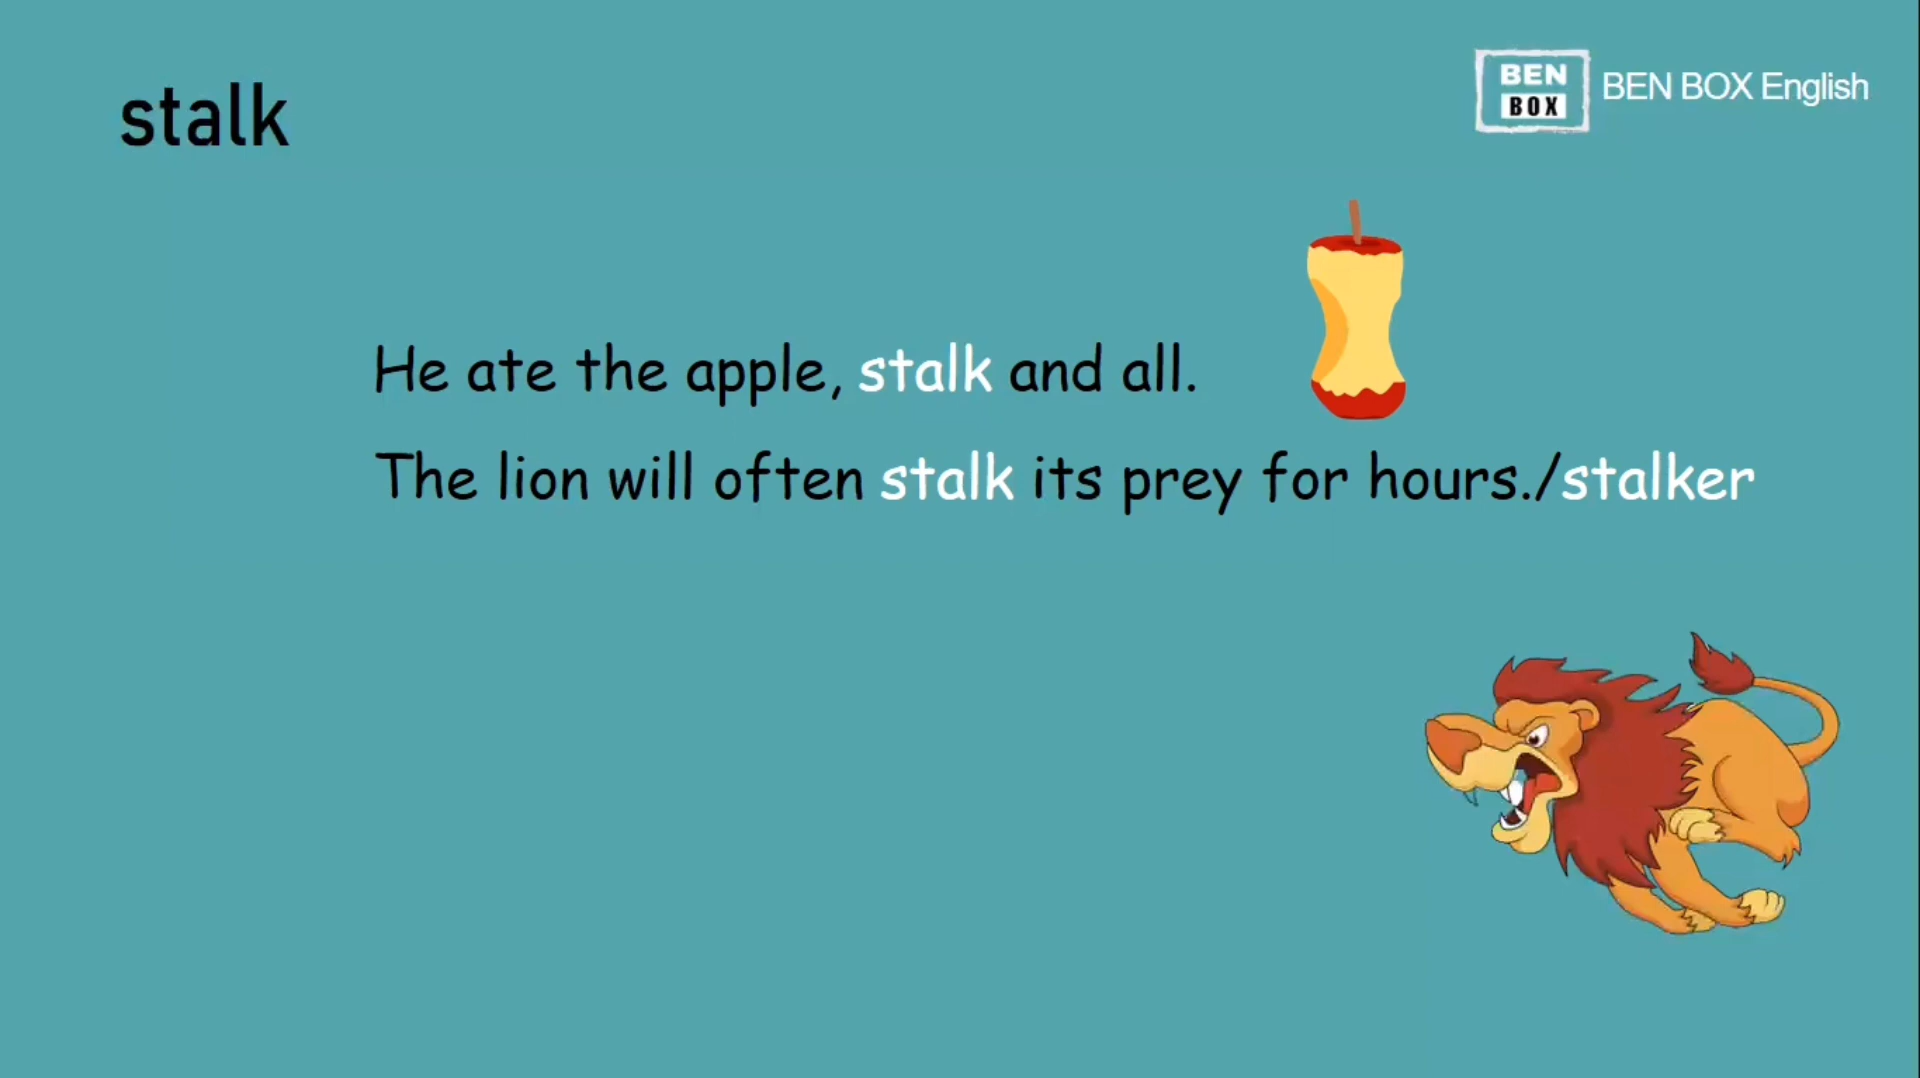 stalk
BEN
BOX
BEN BOX English
He ate the apple, stalk and all.
The lion will often stalk its prey for hours./stalker